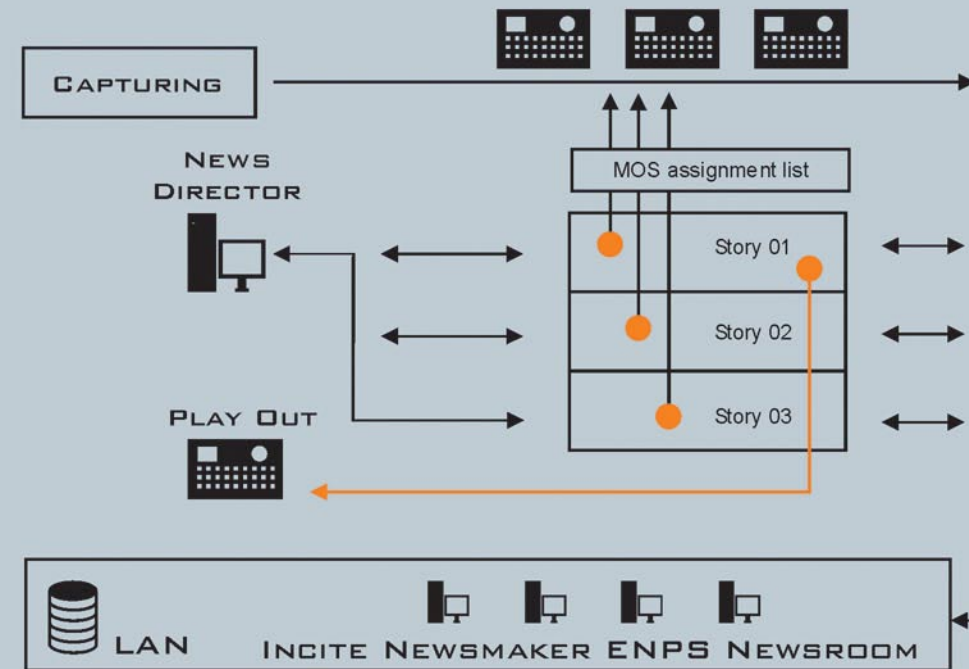 CAPTURING
NEWS
DIRECTOR
MOS assignment list
Story 01
Story 02
Story 03
PLAY OUT
LAN
INCITE NEWSMAKER ENPS NEWSROOM